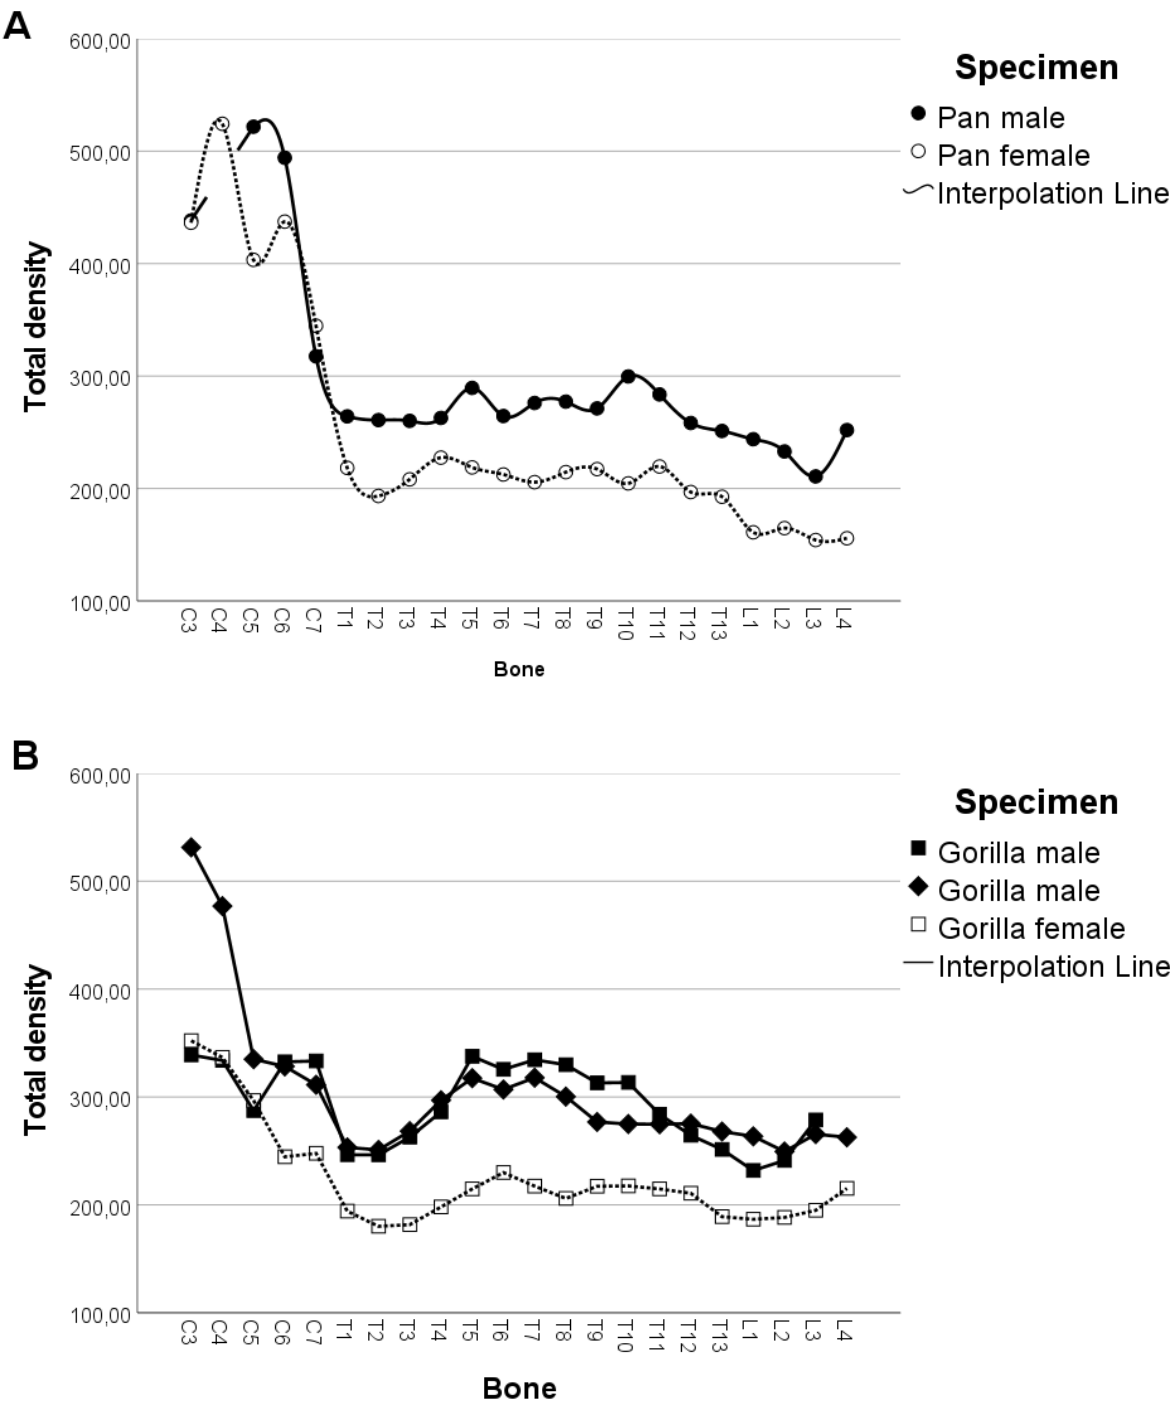 A
600,00
500,00
400,00
300,00
200,00
100,00
Total density
C3 C4 C5 C6 C7 T1 T2 T3 T4 T5 T6 T7 T8 T9 T10 T11 T12 T13 L1 L2 L3 L4
Bone
Specimen
Pan male
Pan female
Interpolation Line
B
600,00
500,00
400,00
300,00
200,00
100,00
Total density
C3 C4 C5 C6 C7 T1 T2 T3 T4 T5 T6 T7 T8 T9 T10 T11 T12 T13 L1 L2 L3 L4
Bone
Specimen
Gorilla male
Gorilla male
Gorilla female
Interpolation Line